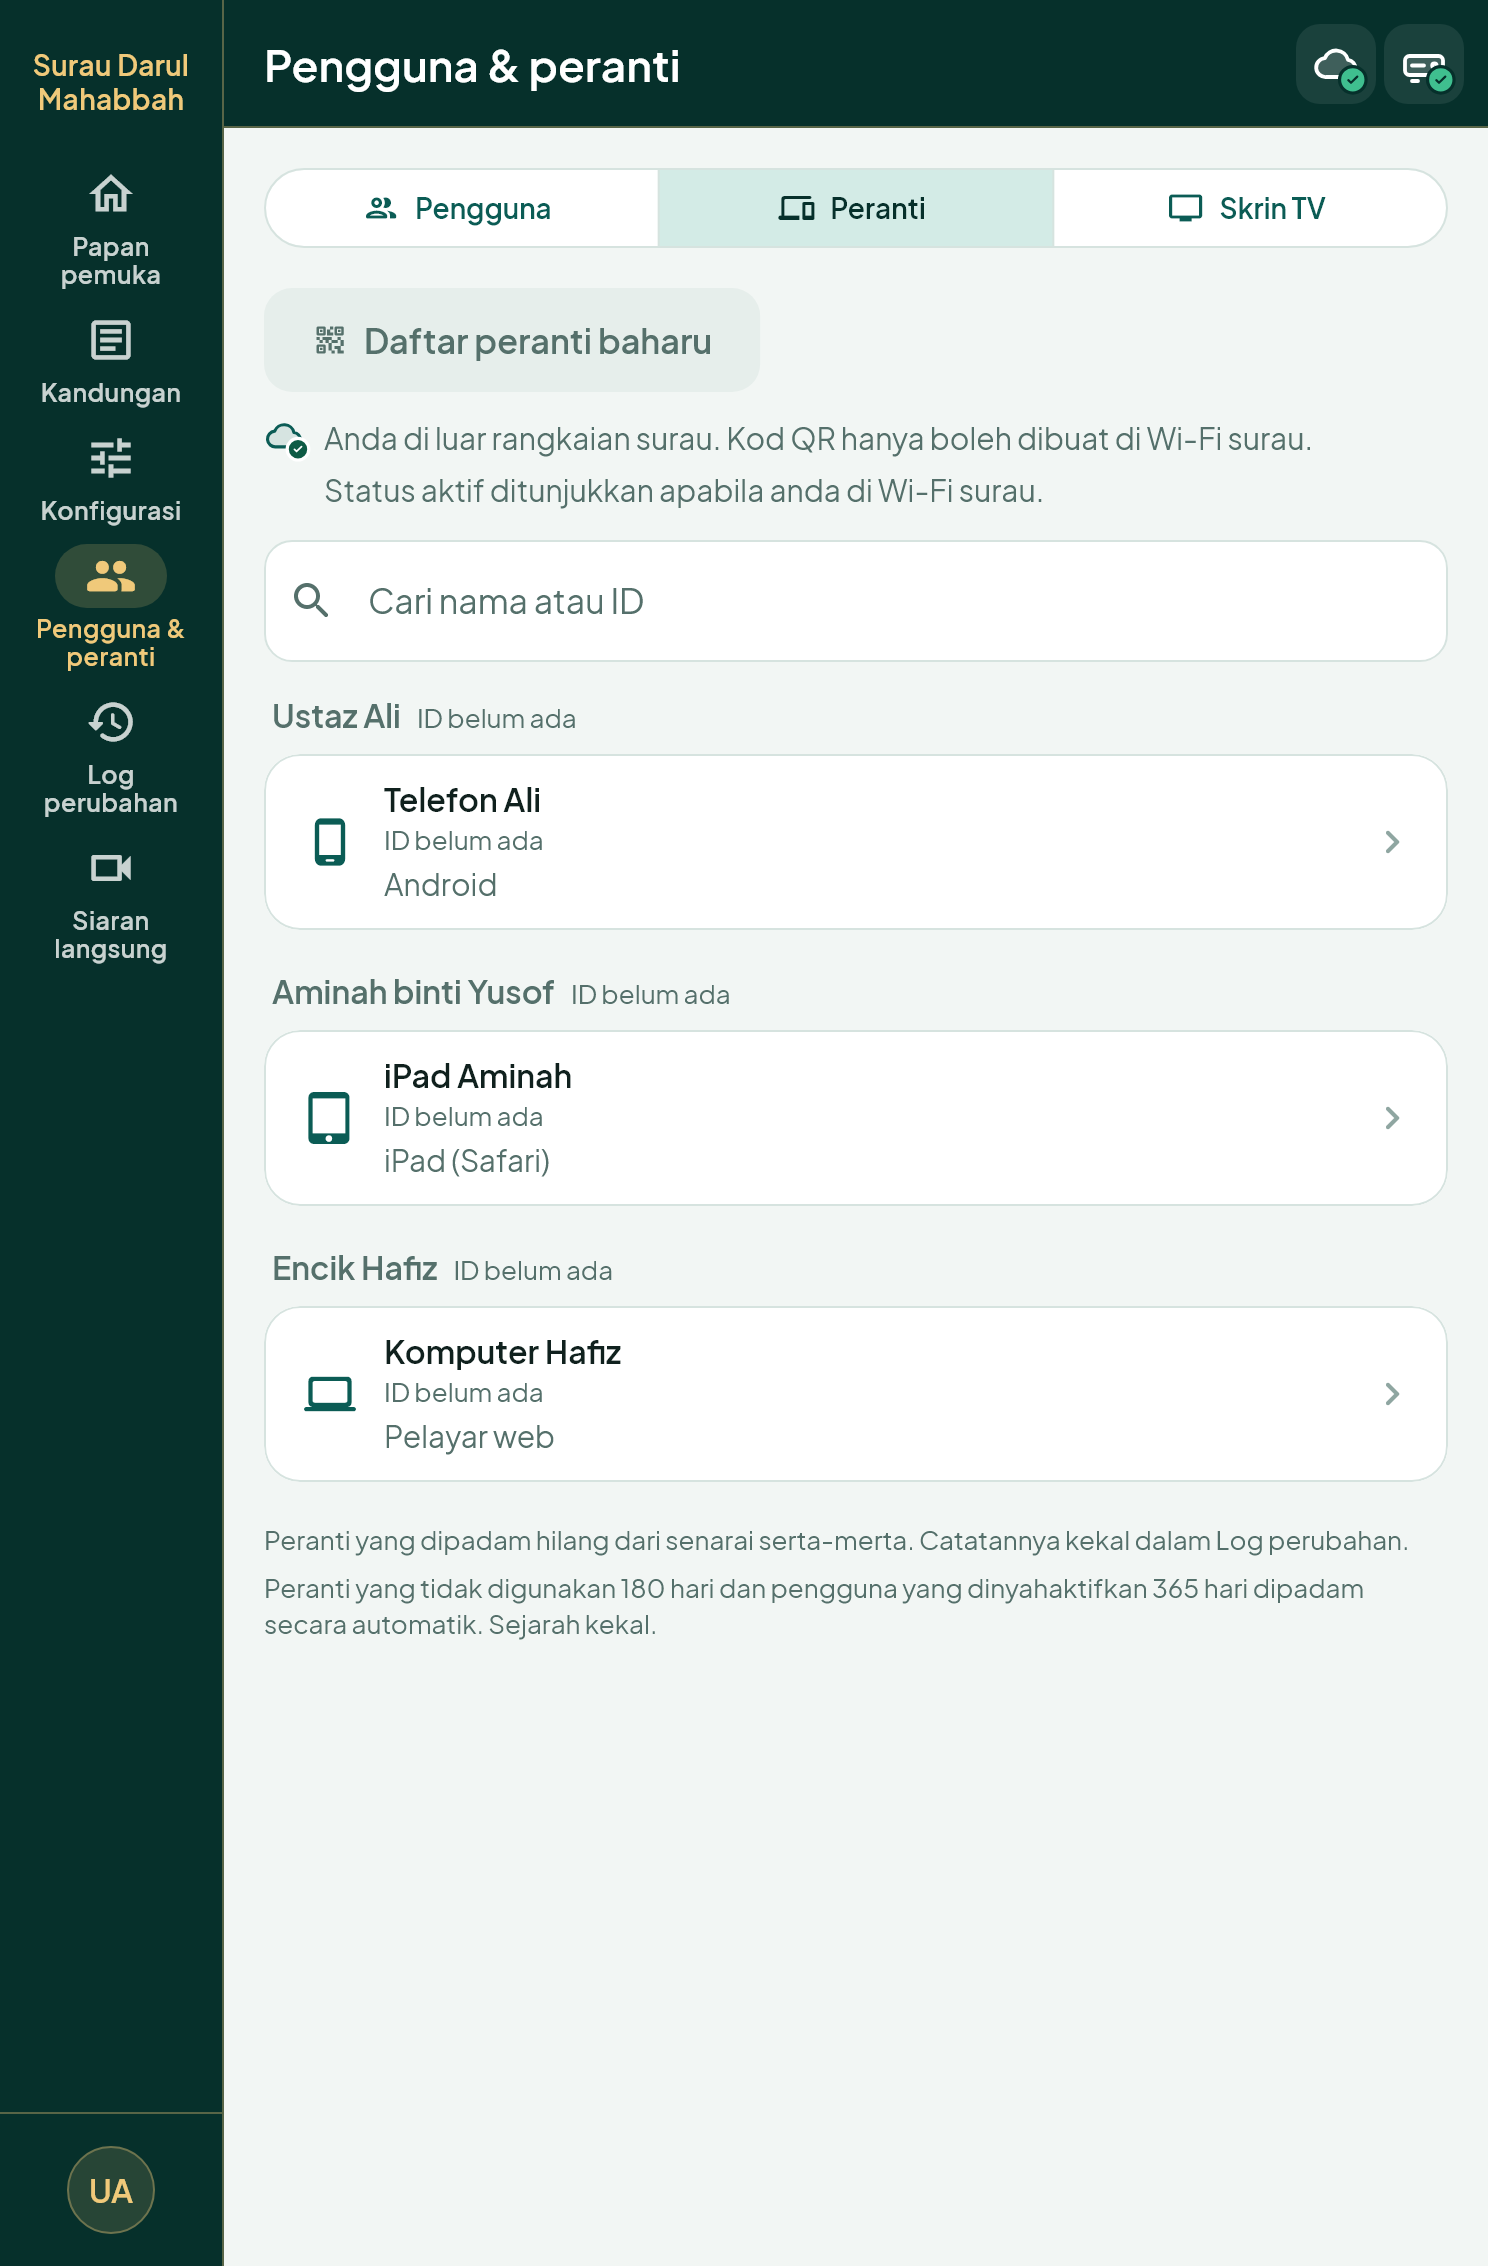 Surau Darul
Mahabbah
Papan
pemuka
Kandungan
Konfigurasi
Pengguna &
peranti
Log
perubahan
Siaran
langsung
UA
Pengguna & peranti
Pengguna
Peranti
Skrin TV
Daftar peranti baharu
Anda di luar rangkaian surau. Kod QR hanya boleh dibuat di Wi-Fi surau.
Status aktif ditunjukkan apabila anda di Wi-Fi surau.
Cari nama atau ID
Ustaz Ali ID belum ada
Telefon Ali
ID belum ada
Android
Aminah binti Yusof ID belum ada
iPad Aminah
ID belum ada
iPad (Safari)
Encik Hafiz ID belum ada
Komputer Hafiz
ID belum ada
Pelayar web
Peranti yang dipadam hilang dari senarai serta-merta. Catatannya kekal dalam Log perubahan.
Peranti yang tidak digunakan 180 hari dan pengguna yang dinyahaktifkan 365 hari dipadam
secara automatik. Sejarah kekal.